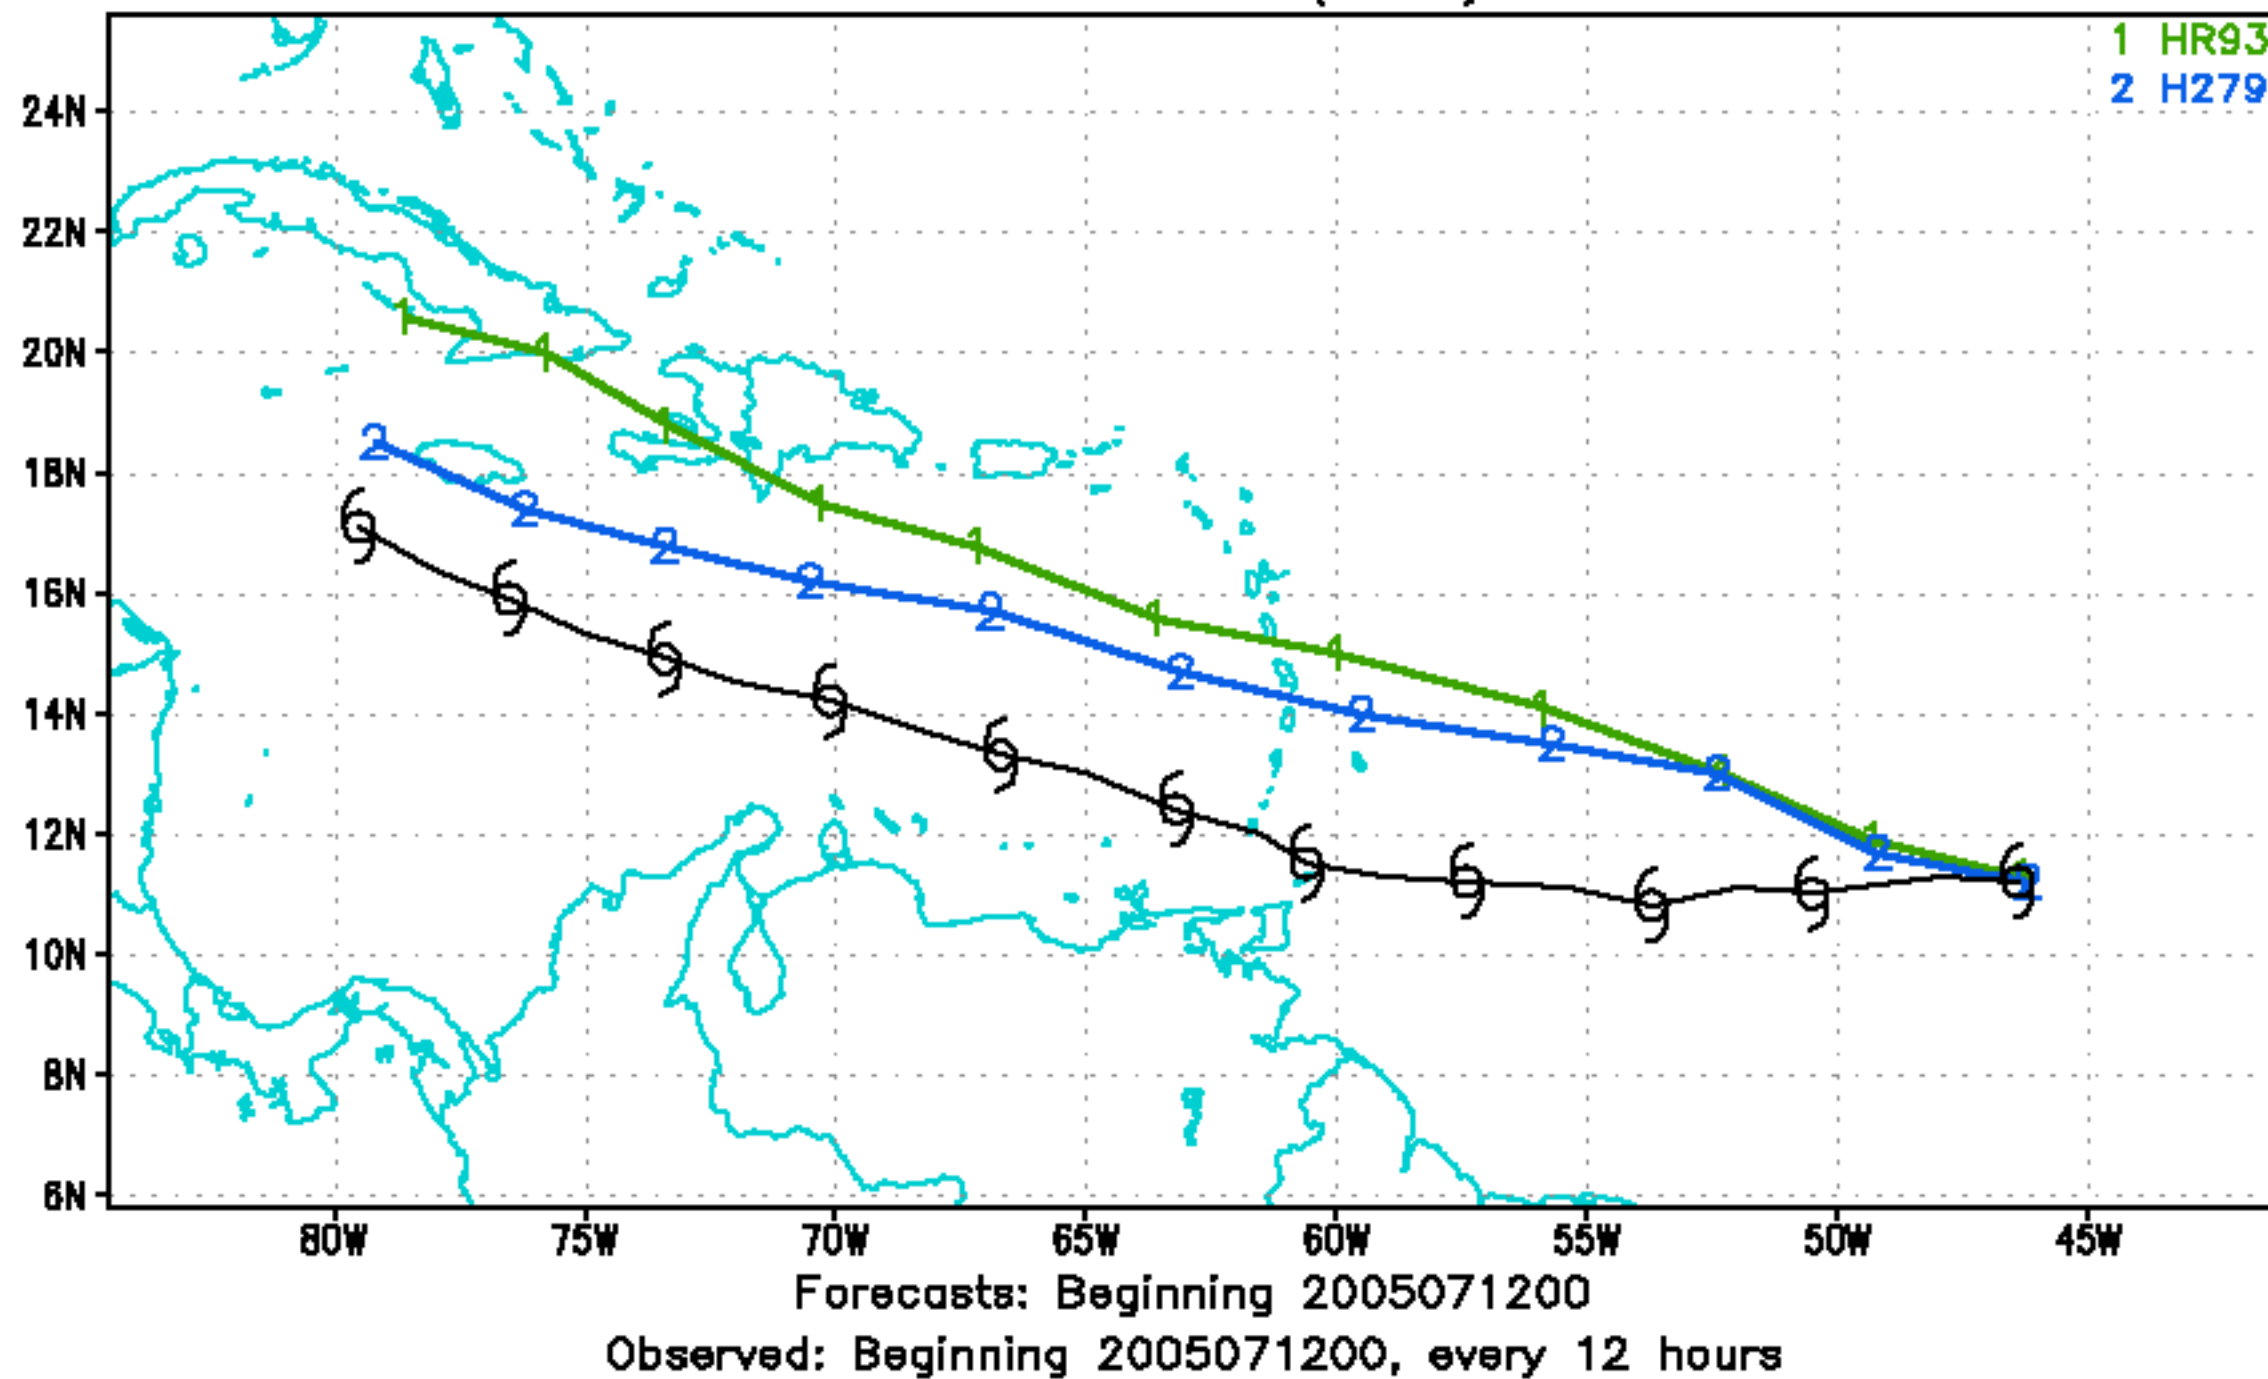 1 HR93
2 H279
24N
22N
20N
18N
16N
14N
12N
10N
8N
6N
80W 75W 70W 65W 60W 55W 50W 45W
Forecasts: Beginning 2005071200
Observed: Beginning 2005071200, every 12 hours